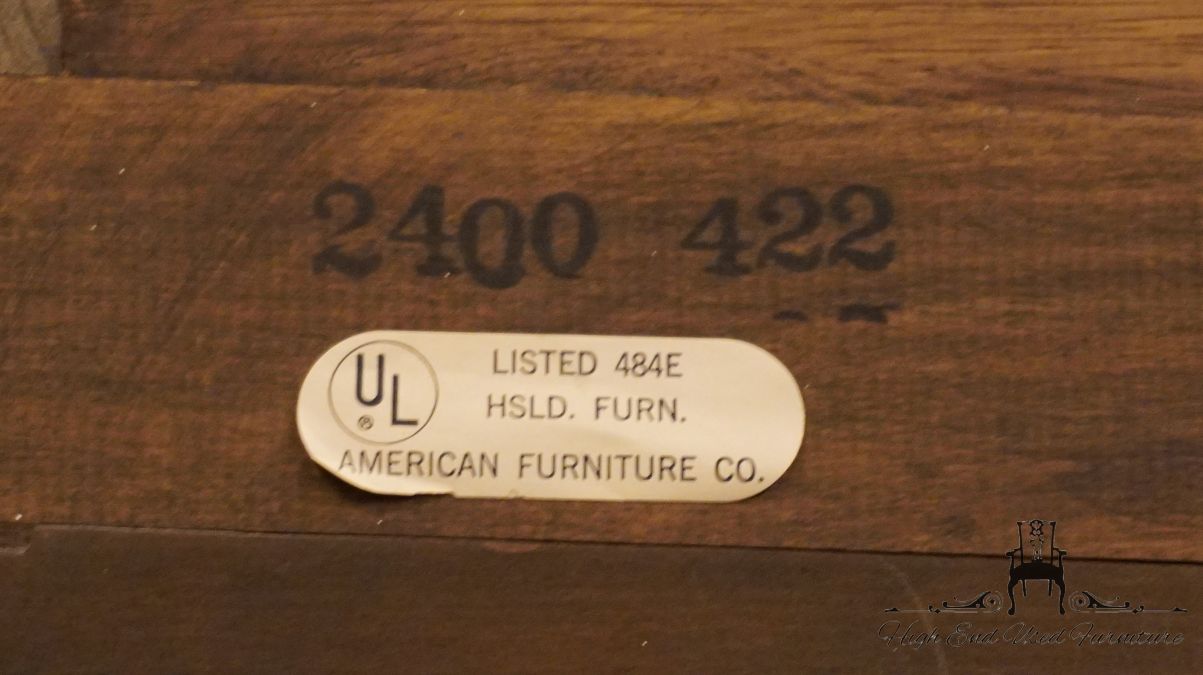 2400 422
UL LISTED 484E
® HSLD. FURN.
AMERICAN FURNITURE CO.
High End Used Furniture